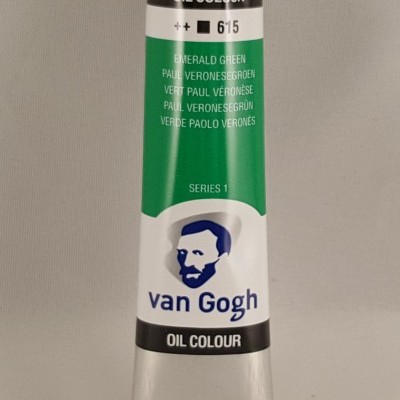 OIL COLOUR
++ ■ 615
EMERALD GREEN
PAUL VERONESEGROEN
VERT PAUL VÉRONÈSE
PAUL VERONESEGRÜN
VERDE PAOLO VERONÉS
SERIES 1
van Gogh
OIL COLOUR